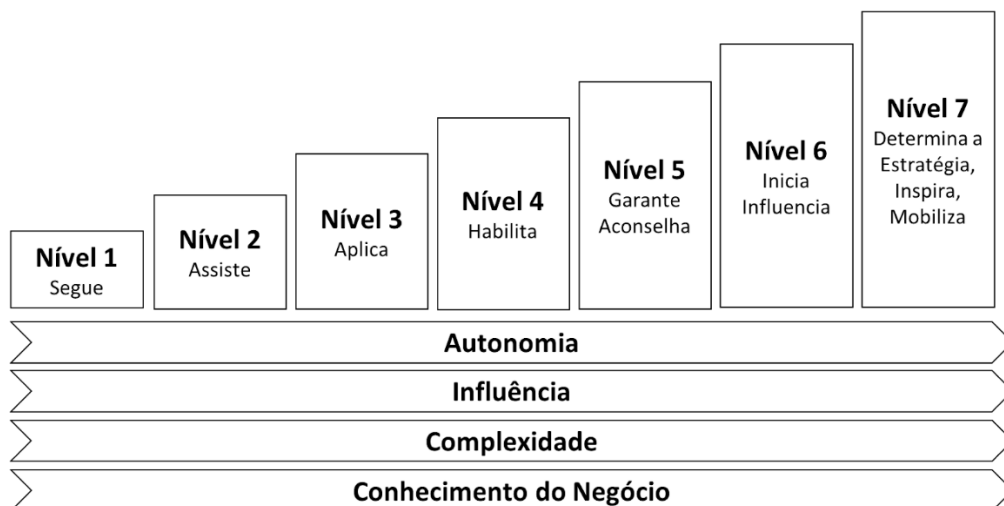 Nível 1
Segue
Nível 2
Assiste
Nível 3
Aplica
Nível 4
Habilita
Nível 5
Garante
Aconselha
Nível 6
Inicia
Influencia
Nível 7
Determina a
Estratégia,
Inspira,
Mobiliza
Autonomia
Influência
Complexidade
Conhecimento do Negócio